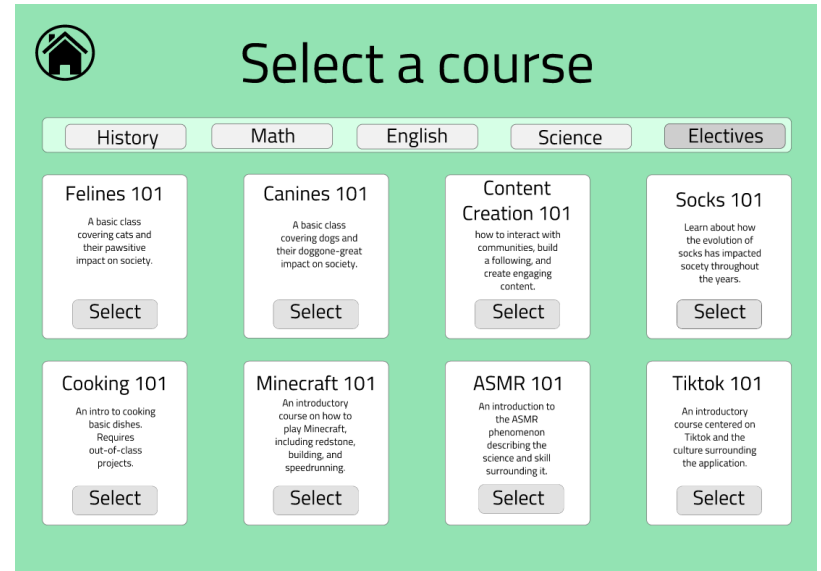 Select a course
History
Math
English
Science
Electives
Felines 101
A basic class
covering cats and
their pawsitive
impact on society.
Select
Canines 101
A basic class
covering dogs and
their doggone-great
impact on society.
Select
Content
Creation 101
how to interact with
communities, build
a following, and
create engaging
content.
Select
Socks 101
Learn about how
the evolution of
socks has impacted
socety throughout
the years.
Select
Cooking 101
An intro to cooking
basic dishes.
Requires
out-of-class
projects.
Select
Minecraft 101
An introductory
course on how to
play Minecraft,
including redstone,
building, and
speedrunning.
Select
ASMR 101
An introduction to
the ASMR
phenomenon
describing the
science and skill
surrounding it.
Select
Tiktok 101
An introductory
course centered on
Tiktok and the
culture surrounding
the application.
Select